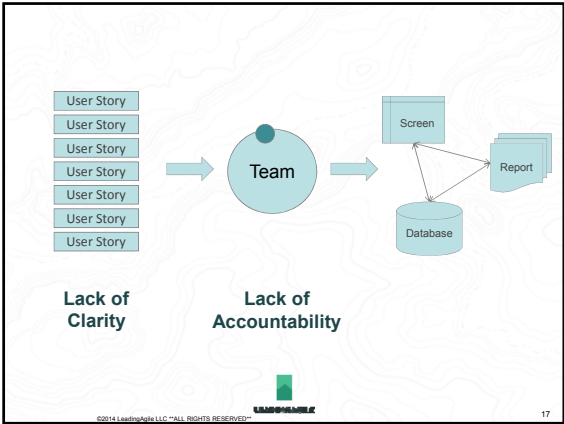 User Story
User Story
User Story
User Story
User Story
User Story
User Story
Team
Screen
Report
Database
Lack of
Clarity
Lack of
Accountability
LEADINGAGILE
©2014 LeadingAgile LLC **ALL RIGHTS RESERVED**
17